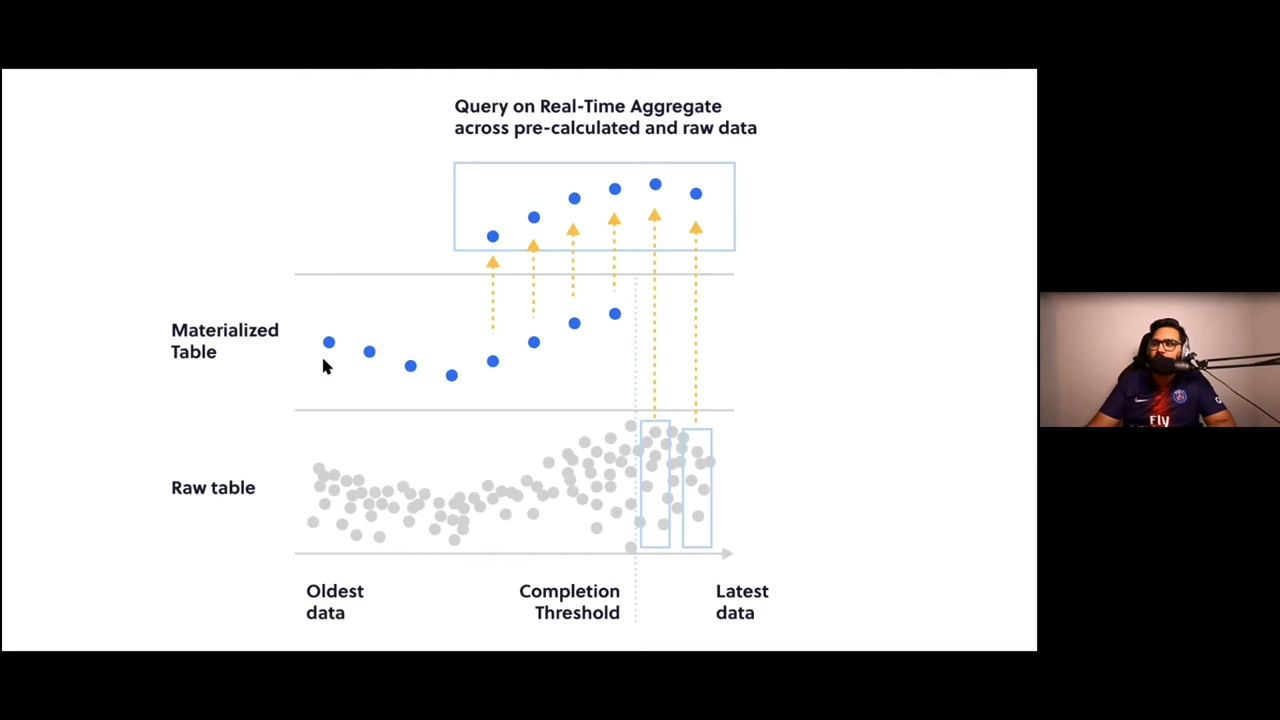 Query on Real-Time Aggregate
across pre-calculated and raw data
Materialized
Table
Raw table
Oldest
data
Completion
Threshold
Latest
data
Fly